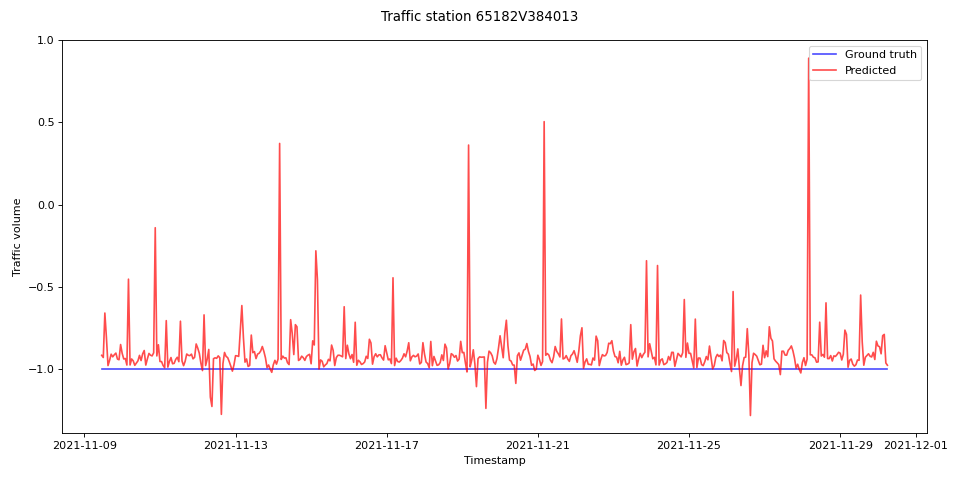 Traffic station 65182V384013
Ground truth
Predicted
1.0
0.5
0.0
−0.5
−1.0
Traffic volume
2021-11-09 2021-11-13 2021-11-17 2021-11-21 2021-11-25 2021-11-29 2021-12-01
Timestamp